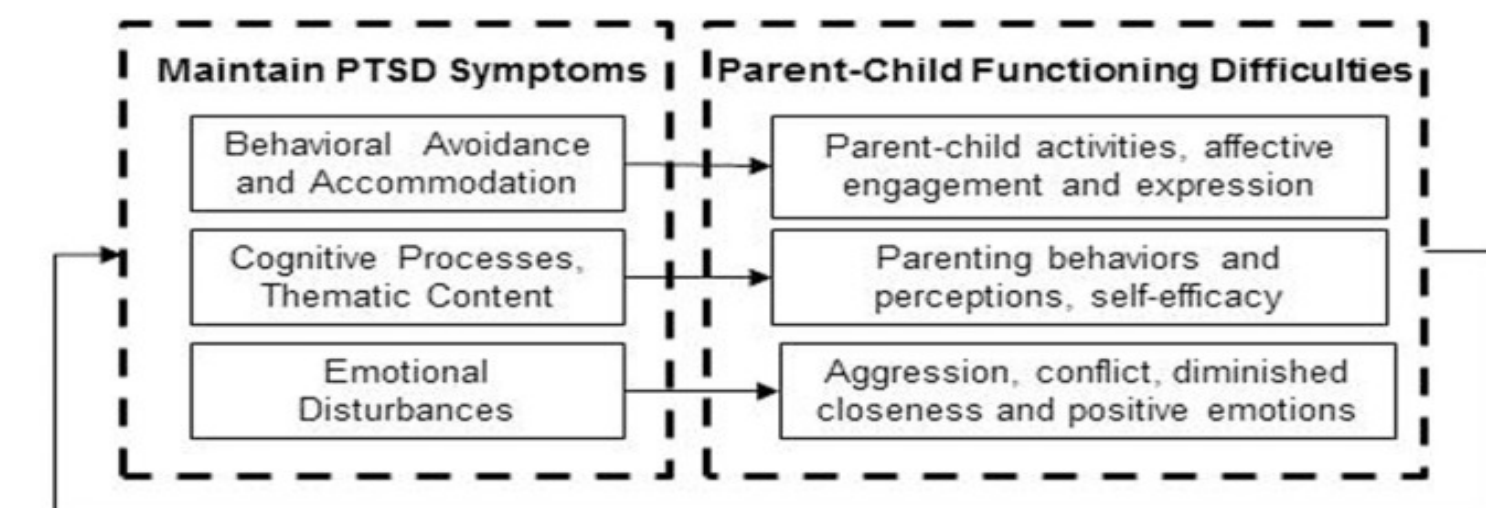 Maintain PTSD Symptoms
Behavioral Avoidance
and Accommodation
Cognitive Processes,
Thematic Content
Emotional
Disturbances
Parent-Child Functioning Difficulties
Parent-child activities, affective
engagement and expression
Parenting behaviors and
perceptions, self-efficacy
Aggression, conflict, diminished
closeness and positive emotions